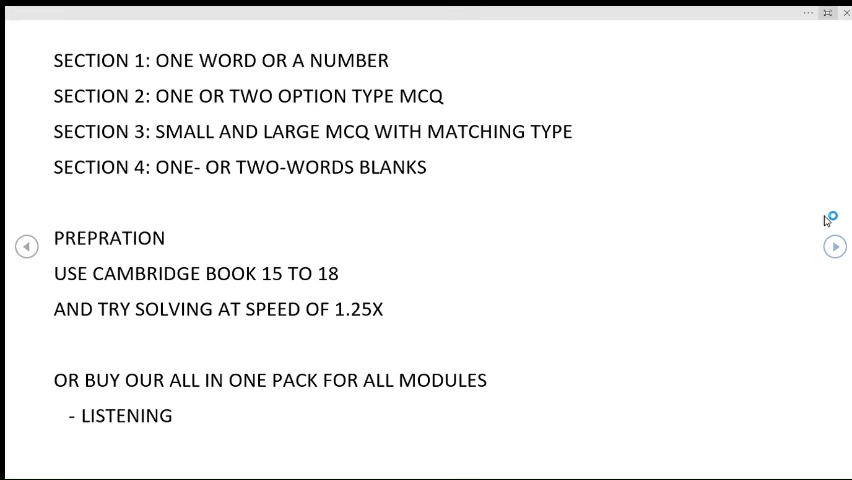 SECTION 1: ONE WORD OR A NUMBER
SECTION 2: ONE OR TWO OPTION TYPE MCQ
SECTION 3: SMALL AND LARGE MCQ WITH MATCHING TYPE
SECTION 4: ONE- OR TWO-WORDS BLANKS
PREPRATION
USE CAMBRIDGE BOOK 15 TO 18
AND TRY SOLVING AT SPEED OF 1.25X
OR BUY OUR ALL IN ONE PACK FOR ALL MODULES
- LISTENING